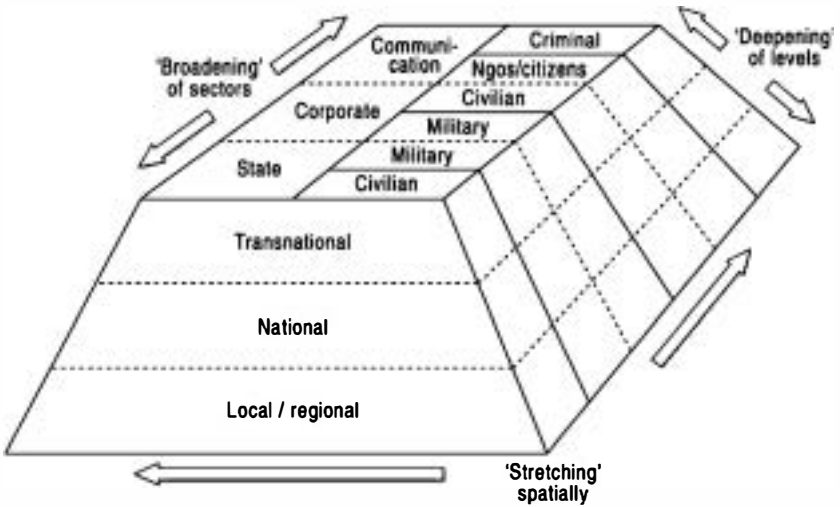 'Broadening'
of sectors
Communi-
cation
Criminal
Ngos/citizens
'Deepening'
of levels
Corporate
Civilian
Military
State
Military
Civilian
Transnational
National
Local / regional
'Stretching'
spatially